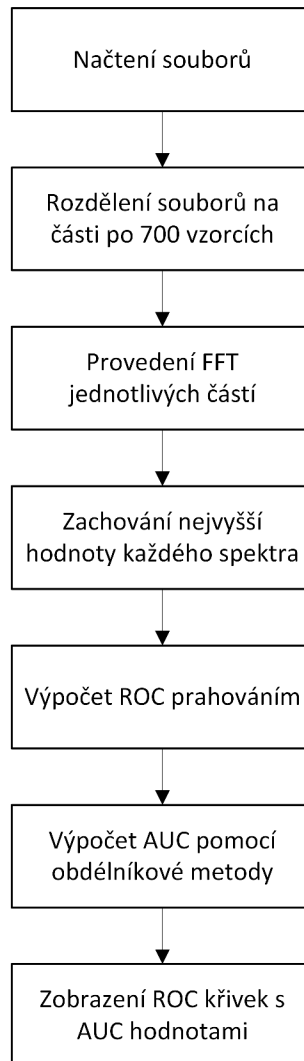 Načtení souborů
Rozdělení souborů na
části po 700 vzorcích
Provedení FFT
jednotlivých částí
Zachování nejvyšší
hodnoty každého spektra
Výpočet ROC prahováním
Výpočet AUC pomocí
obdélníkové metody
Zobrazení ROC křivek s
AUC hodnotami